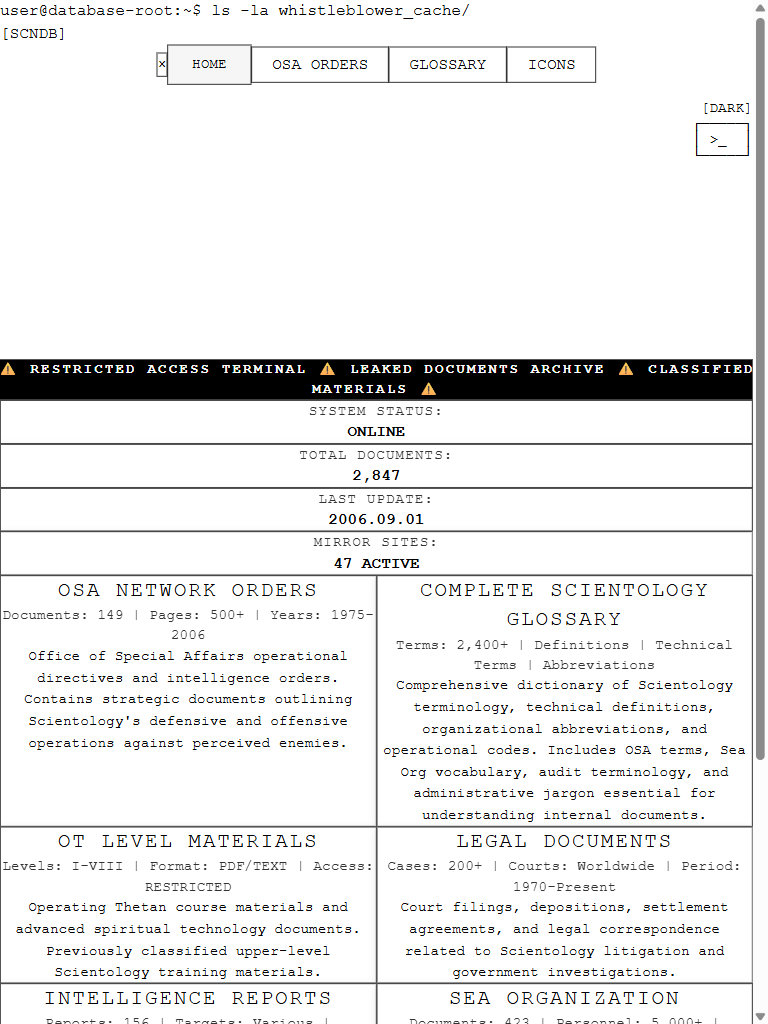 user@database-root:~$ ls -la whistleblower_cache/
[SCNDB]
× HOME OSA ORDERS GLOSSARY ICONS
[DARK]
>_
⚠ RESTRICTED ACCESS TERMINAL ⚠ LEAKED DOCUMENTS ARCHIVE ⚠ CLASSIFIED
MATERIALS ⚠
SYSTEM STATUS:
ONLINE
TOTAL DOCUMENTS:
2,847
LAST UPDATE:
2006.09.01
MIRROR SITES:
47 ACTIVE
OSA NETWORK ORDERS
Documents: 149 | Pages: 500+ | Years: 1975-
2006
Office of Special Affairs operational
directives and intelligence orders.
Contains strategic documents outlining
Scientology's defensive and offensive
operations against perceived enemies.
COMPLETE SCIENTOLOGY
GLOSSARY
Terms: 2,400+ | Definitions | Technical
Terms | Abbreviations
Comprehensive dictionary of Scientology
terminology, technical definitions,
organizational abbreviations, and
operational codes. Includes OSA terms, Sea
Org vocabulary, audit terminology, and
administrative jargon essential for
understanding internal documents.
OT LEVEL MATERIALS
Levels: I-VIII | Format: PDF/TEXT | Access:
RESTRICTED
Operating Thetan course materials and
advanced spiritual technology documents.
Previously classified upper-level
Scientology training materials.
LEGAL DOCUMENTS
Cases: 200+ | Courts: Worldwide | Period:
1970-Present
Court filings, depositions, settlement
agreements, and legal correspondence
related to Scientology litigation and
government investigations.
INTELLIGENCE REPORTS
Reports: 156 | Targets: Various |
SEA ORGANIZATION
Documents: 423 | Personnel: 5,000+ |